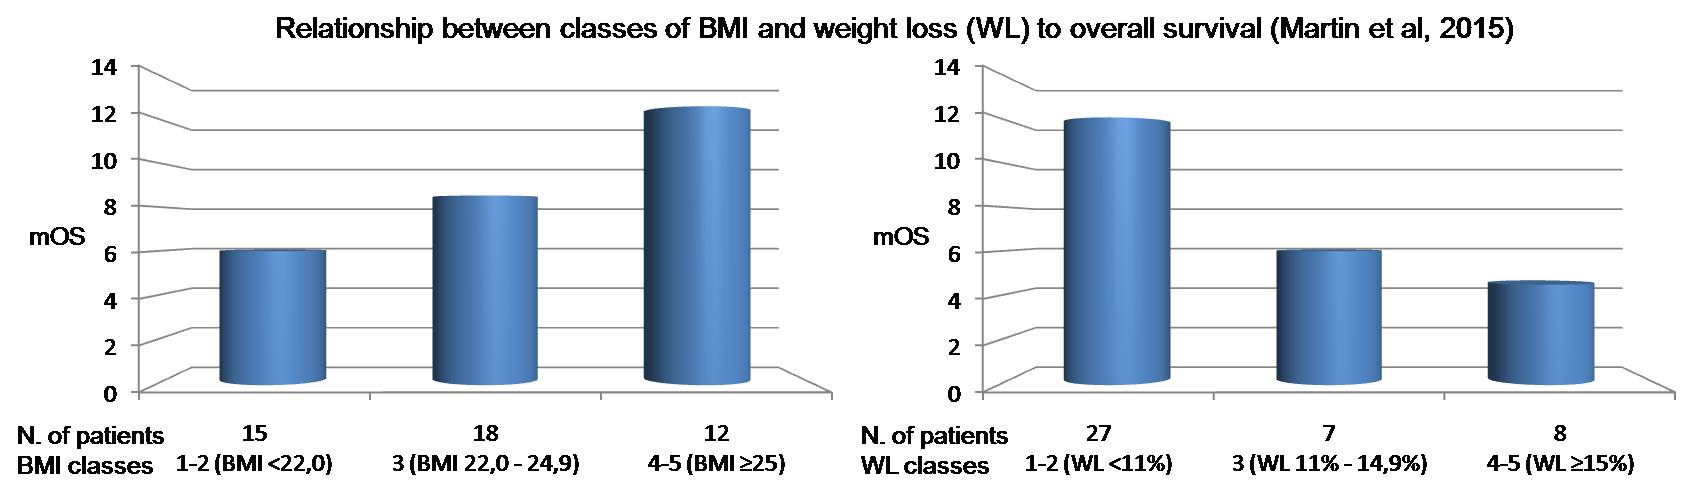 Relationship between classes of BMI and weight loss (WL) to overall survival (Martin et al, 2015)
14
12
10
8
6
4
2
0
mOS
N. of patients 15 18 12
BMI classes 1-2 (BMI <22,0) 3 (BMI 22,0 - 24,9) 4-5 (BMI ≥25)
14
12
10
8
6
4
2
0
mOS
N. of patients 27 7 8
WL classes 1-2 (WL <11%) 3 (WL 11% - 14,9%) 4-5 (WL ≥15%)